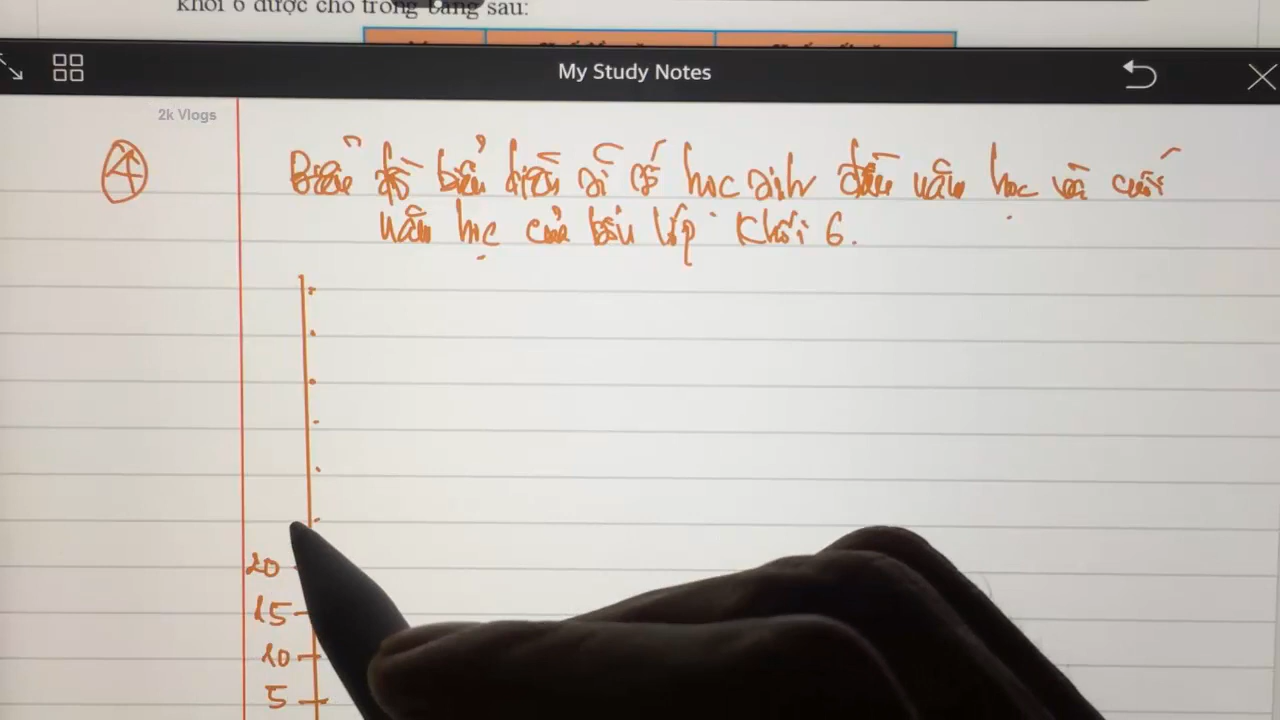 khối 6 được cho trong bảng sau:
My Study Notes
2k Vlogs
4
Biểu đồ biểu diễn sĩ số học sinh đầu năm học và cuối
năm học của bốn lớp khối 6.
20
15
10
5